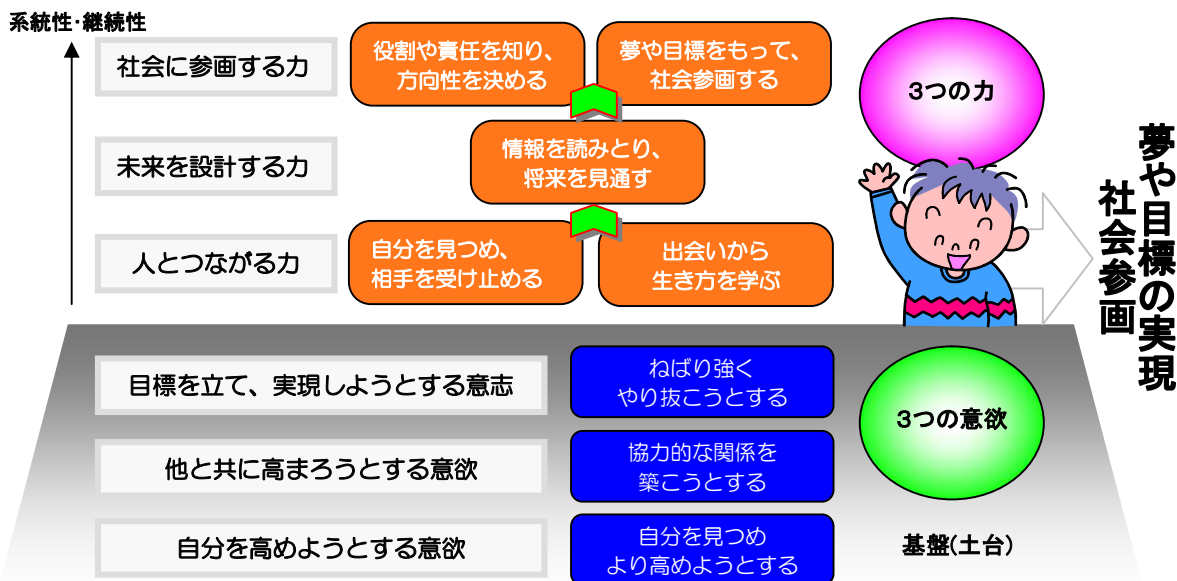 系統性・継続性
社会に参画する力
役割や責任を知り、
方向性を決める
夢や目標をもって、
社会参画する
3つの力
未来を設計する力
情報を読みとり、
将来を見通す
人とつながる力
自分を見つめ、
相手を受け止める
出会いから
生き方を学ぶ
夢や目標の実現
社会参画
目標を立て、実現しようとする意志
ねばり強く
やり抜こうとする
3つの意欲
他と共に高まろうとする意欲
協力的な関係を
築こうとする
自分を高めようとする意欲
自分を見つめ
より高めようとする
基盤(土台)